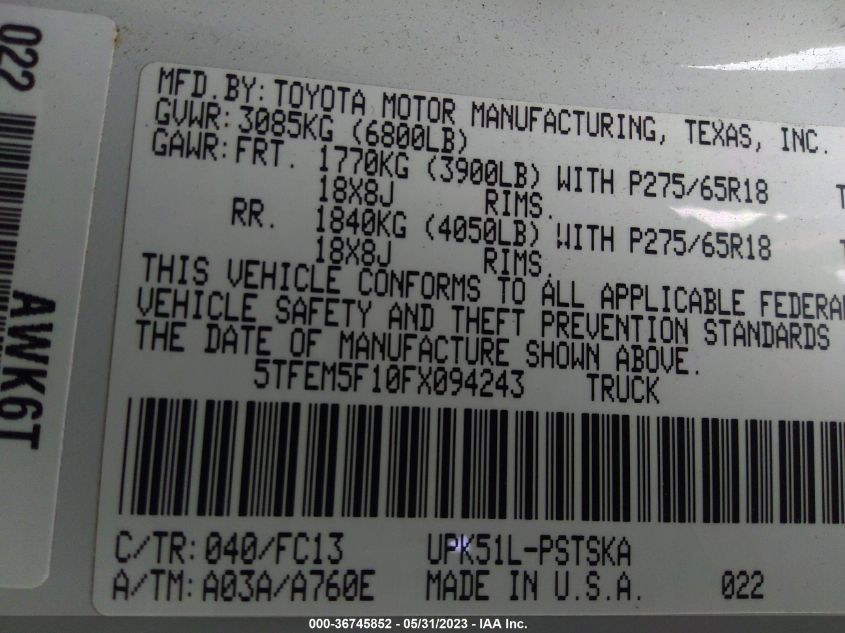 022
AWK6T
MFD.BY: TOYOTA MOTOR MANUFACTURING, TEXAS, INC.
GVWR: 3085KG (6800LB)
GAWR: FRT. 1770KG (3900LB) WITH P275/65R18
18X8J RIMS.
RR. 1840KG (4050LB) WITH P275/65R18
18X8J RIMS.
THIS VEHICLE CONFORMS TO ALL APPLICABLE FEDERA
VEHICLE SAFETY AND THEFT PREVENTION STANDARDS
THE DATE OF MANUFACTURE SHOWN ABOVE.
5TFEM5F10FX094243 TRUCK
C/TR: 040/FC13 UPK51L-PSTSKA
A/TM: A03A/A760E MADE IN U.S.A. 022
000-36745852 - 05/31/2023 - IAA Inc.